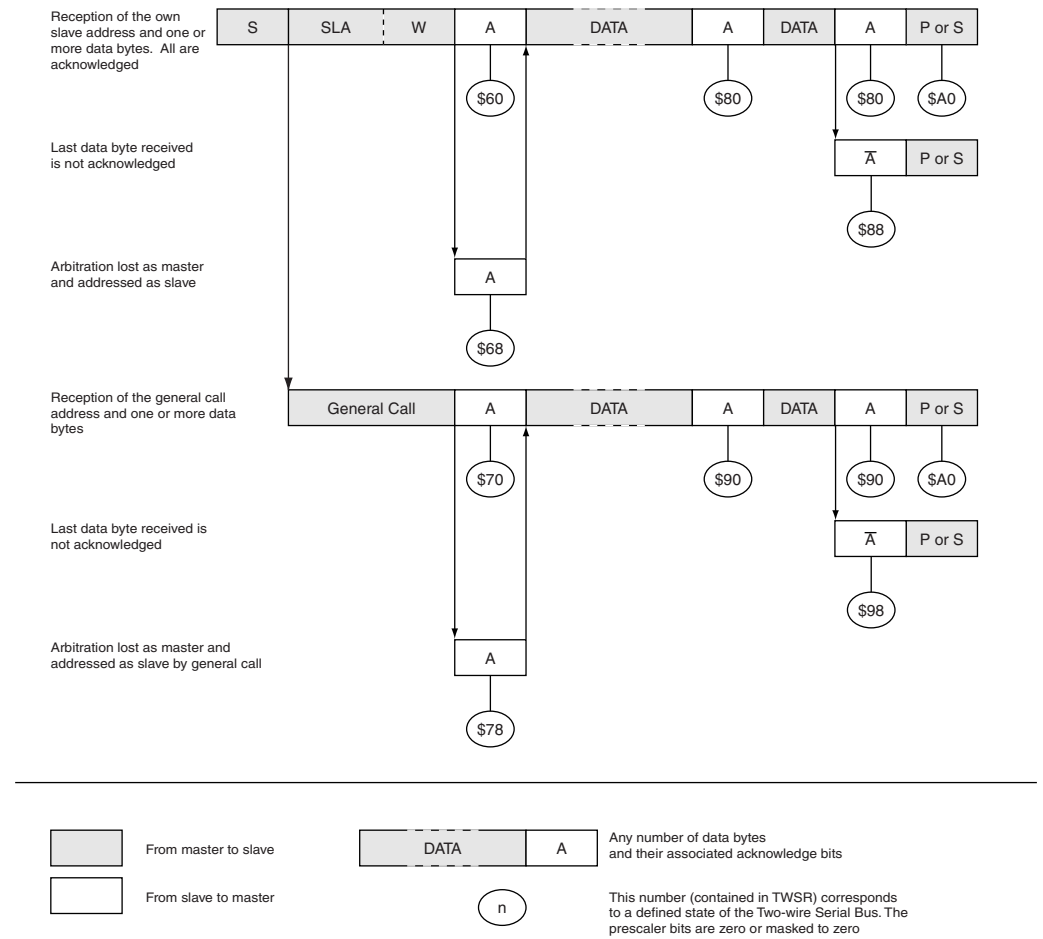 Reception of the own
slave address and one or
more data bytes. All are
acknowledged
S SLA W A DATA A DATA A P or S
$60 $80 $80 $A0
Last data byte received
is not acknowledged
A̅ P or S
$88
Arbitration lost as master
and addressed as slave
A
$68
Reception of the general call
address and one or more data
bytes
General Call A DATA A DATA A P or S
$70 $90 $90 $A0
Last data byte received is
not acknowledged
A̅ P or S
$98
Arbitration lost as master and
addressed as slave by general call
A
$78
From master to slave
DATA A
Any number of data bytes
and their associated acknowledge bits
From slave to master
n
This number (contained in TWSR) corresponds
to a defined state of the Two-wire Serial Bus. The
prescaler bits are zero or masked to zero